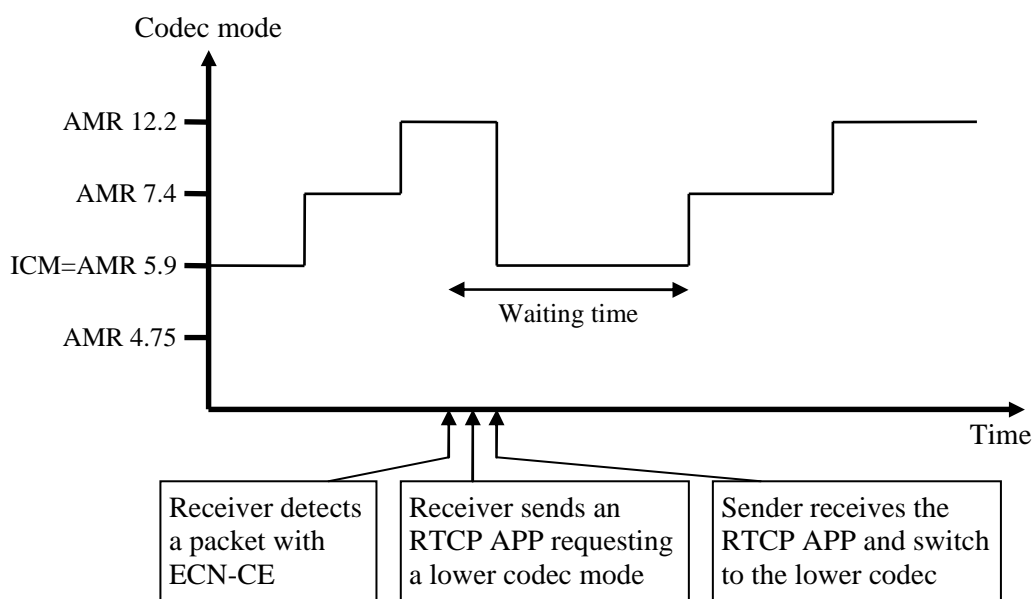 Codec mode
AMR 12.2
AMR 7.4
ICM=AMR 5.9
AMR 4.75
Waiting time
Time
Receiver detects
a packet with
ECN-CE
Receiver sends an
RTCP APP requesting
a lower codec mode
Sender receives the
RTCP APP and switch
to the lower codec